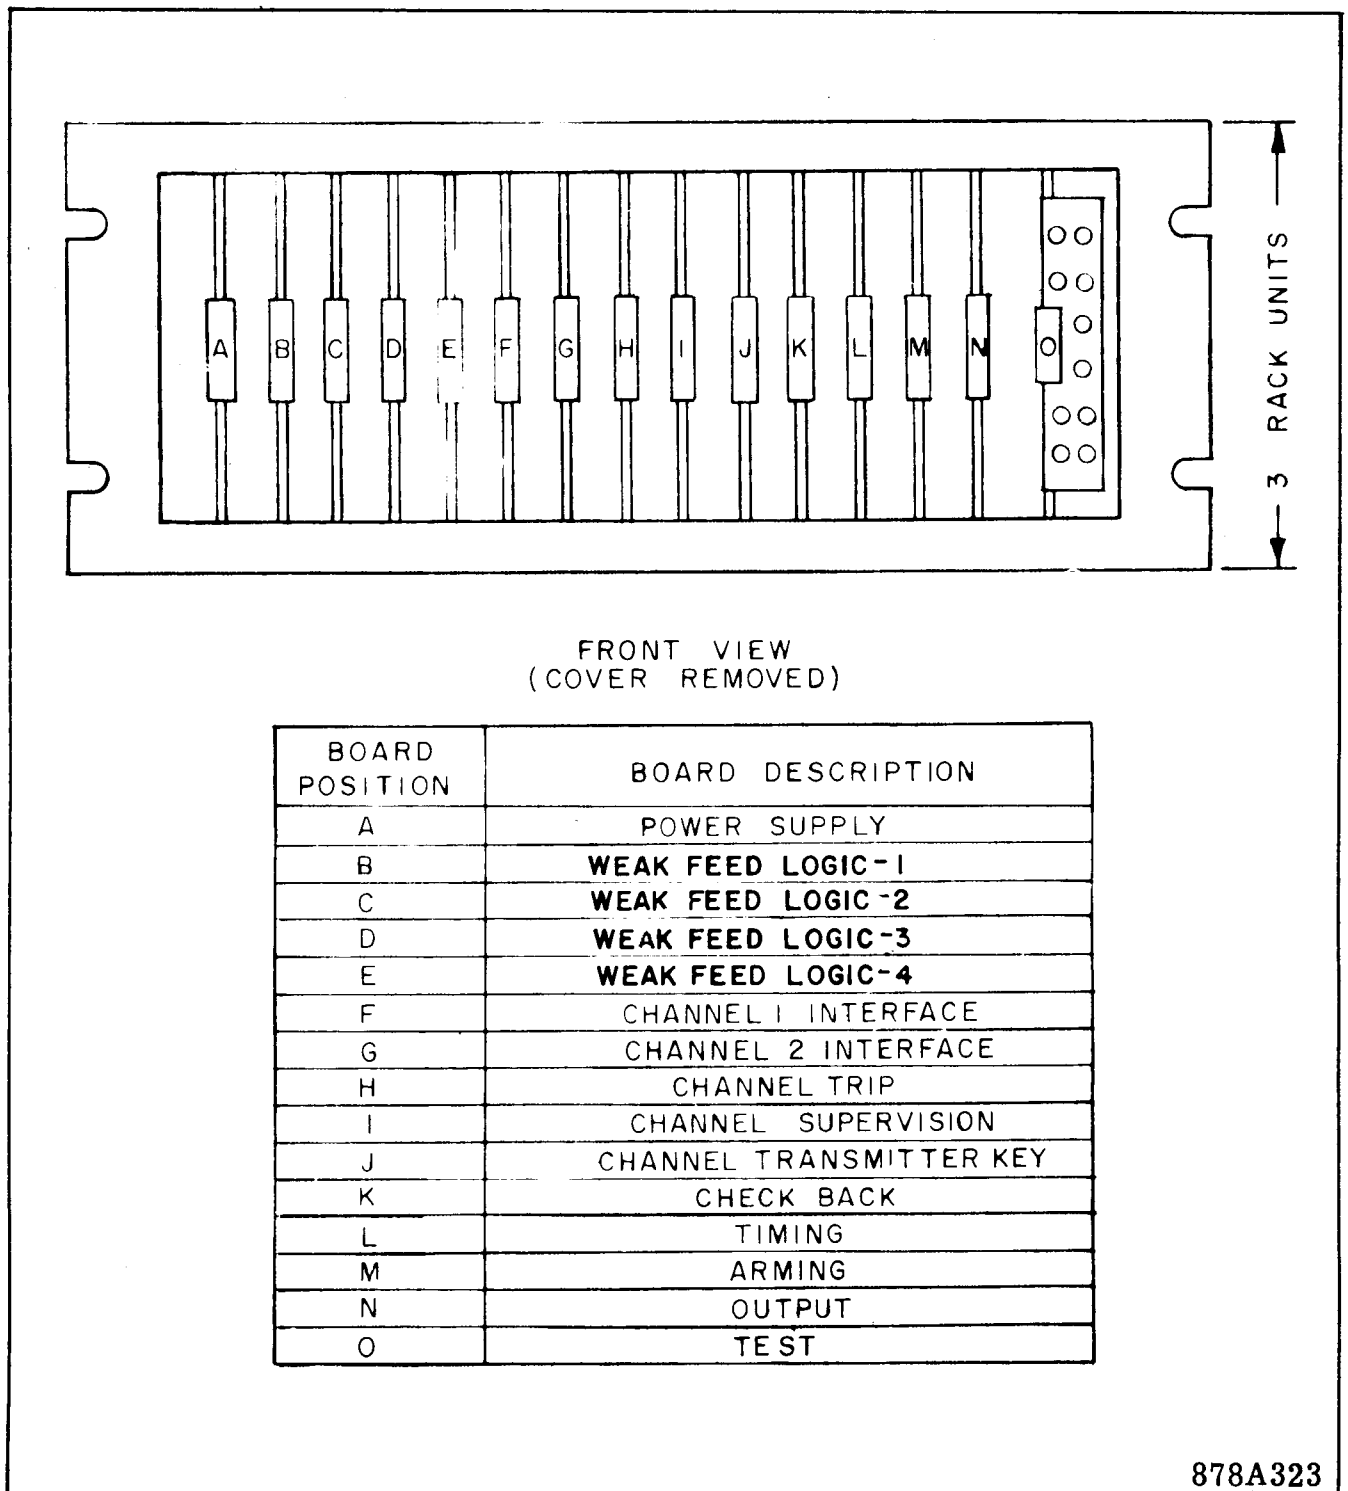 A B C D E F G H I J K L M N O
3 RACK UNITS
FRONT VIEW
(COVER REMOVED)
BOARD POSITION BOARD DESCRIPTION
A POWER SUPPLY
B WEAK FEED LOGIC-1
C WEAK FEED LOGIC-2
D WEAK FEED LOGIC-3
E WEAK FEED LOGIC-4
F CHANNEL 1 INTERFACE
G CHANNEL 2 INTERFACE
H CHANNEL TRIP
I CHANNEL SUPERVISION
J CHANNEL TRANSMITTER KEY
K CHECK BACK
L TIMING
M ARMING
N OUTPUT
O TEST
878A323